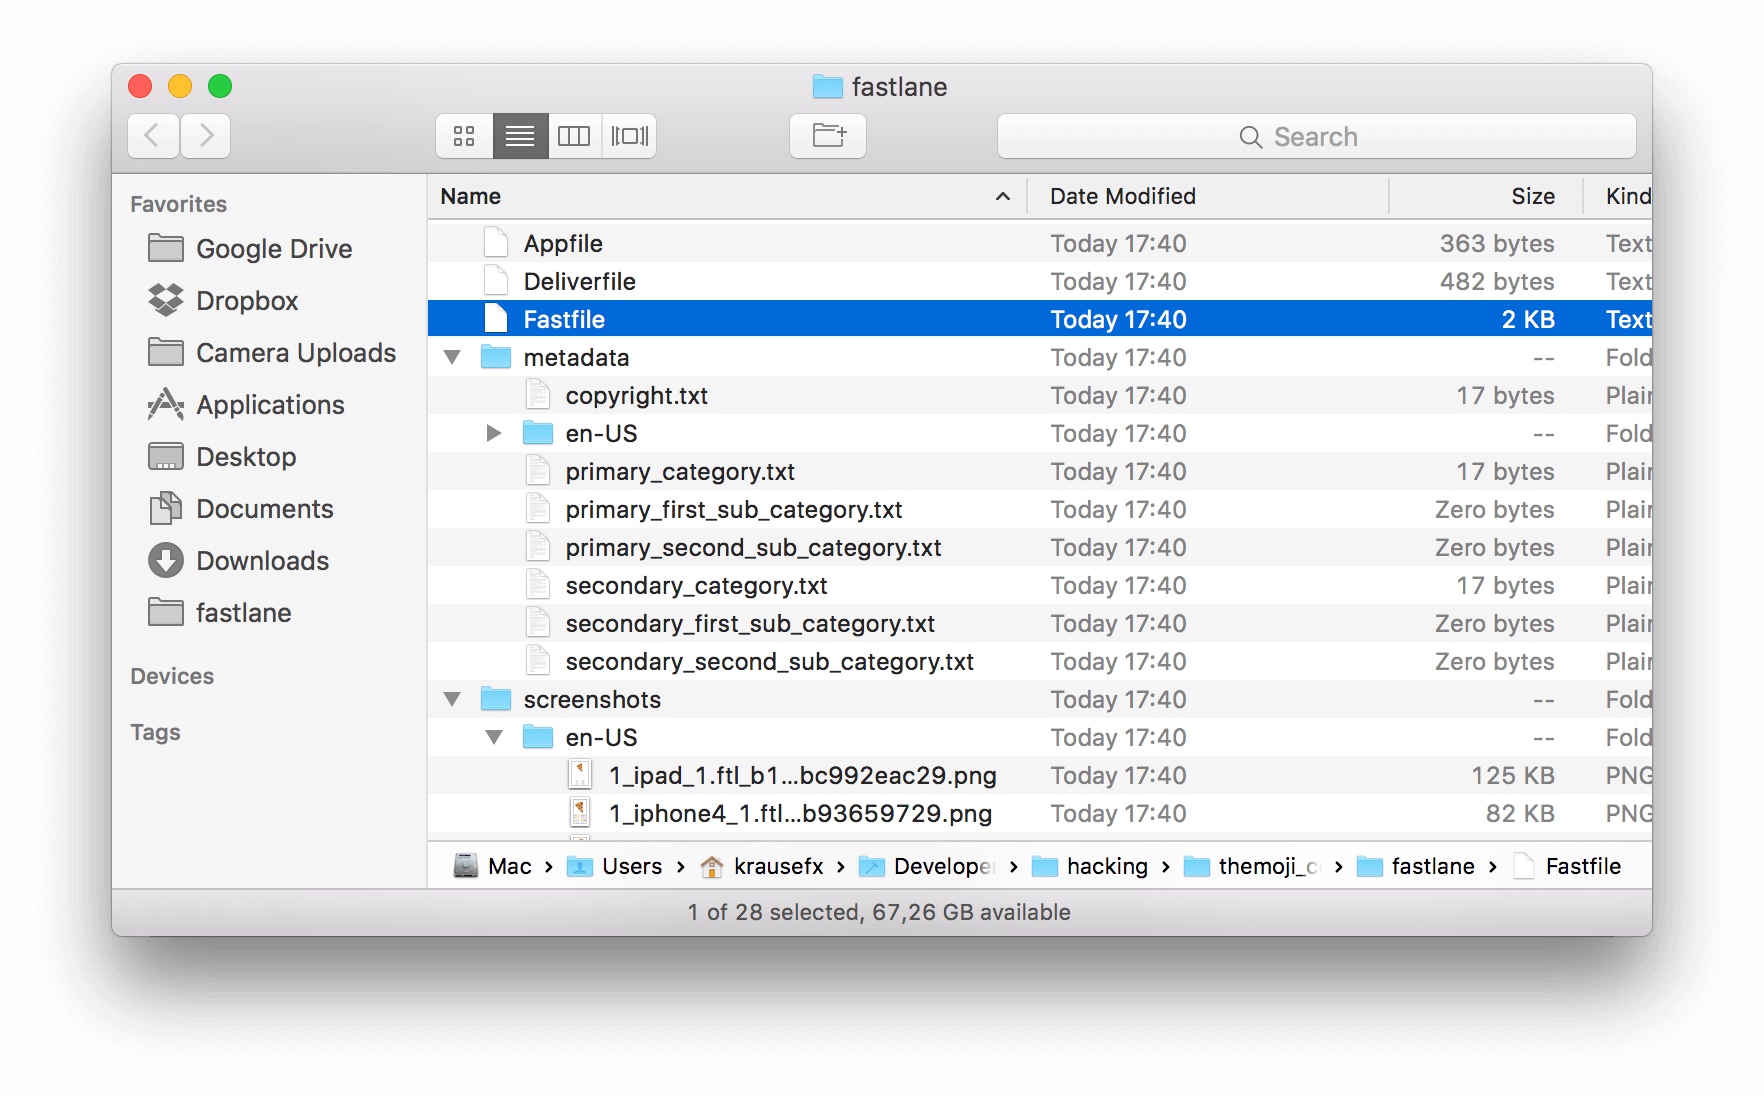 fastlane
Search
Favorites
Google Drive
Dropbox
Camera Uploads
Applications
Desktop
Documents
Downloads
fastlane
Devices
Tags
Name Date Modified Size Kind
Appfile Today 17:40 363 bytes Text
Deliverfile Today 17:40 482 bytes Text
Fastfile Today 17:40 2 KB Text
metadata Today 17:40 -- Fold
copyright.txt Today 17:40 17 bytes Plain
en-US Today 17:40 -- Fold
primary_category.txt Today 17:40 17 bytes Plain
primary_first_sub_category.txt Today 17:40 Zero bytes Plain
primary_second_sub_category.txt Today 17:40 Zero bytes Plain
secondary_category.txt Today 17:40 17 bytes Plain
secondary_first_sub_category.txt Today 17:40 Zero bytes Plain
secondary_second_sub_category.txt Today 17:40 Zero bytes Plain
screenshots Today 17:40 -- Fold
en-US Today 17:40 -- Fold
1_ipad_1.ftl_b1...bc992eac29.png Today 17:40 125 KB PNG
1_iphone4_1.ftl...b93659729.png Today 17:40 82 KB PNG
Mac › Users › krausefx › Develope › hacking › themoji_c › fastlane › Fastfile
1 of 28 selected, 67,26 GB available